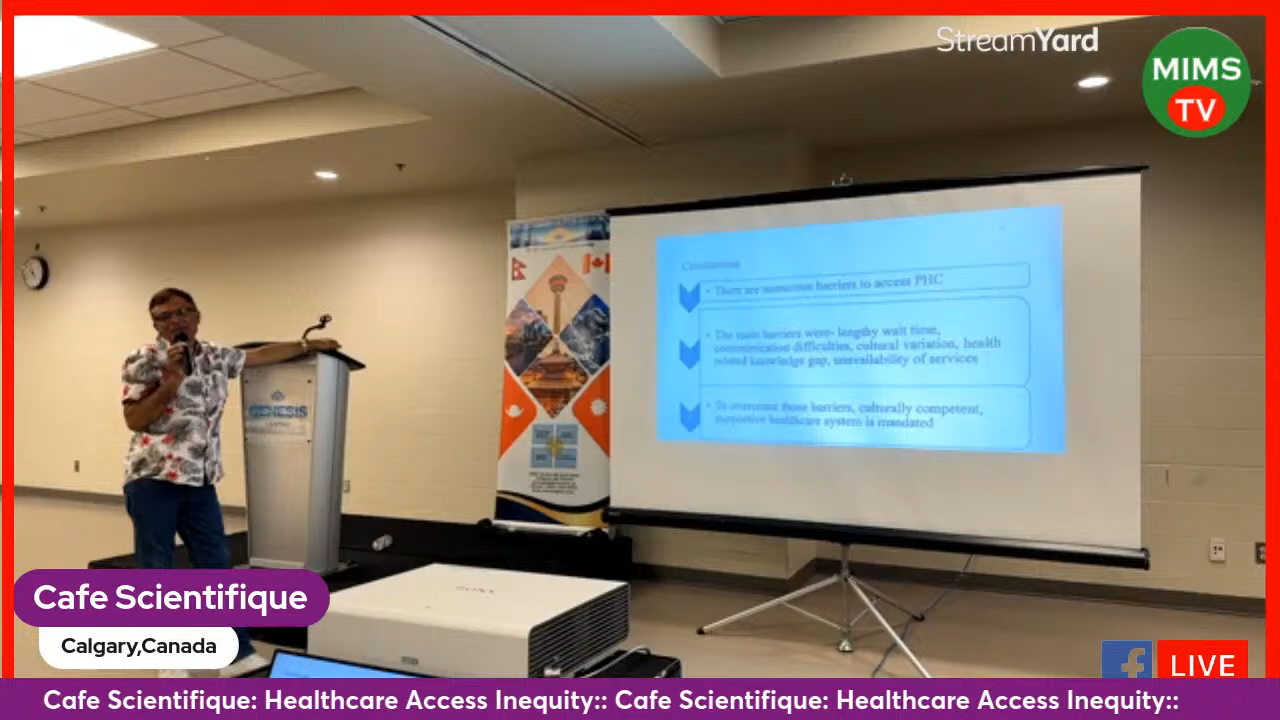 StreamYard
MIMS
TV
Conclusion
• There are numerous barriers to access PHC
• The main barriers were- lengthy wait time,
communication difficulties, cultural variation, health
related knowledge gap, unavailability of services
• To overcome those barriers, culturally competent,
supportive healthcare system is mandated
GENESIS
SONY
Cafe Scientifique
Calgary,Canada
f
LIVE
Cafe Scientifique: Healthcare Access Inequity:: Cafe Scientifique: Healthcare Access Inequity::